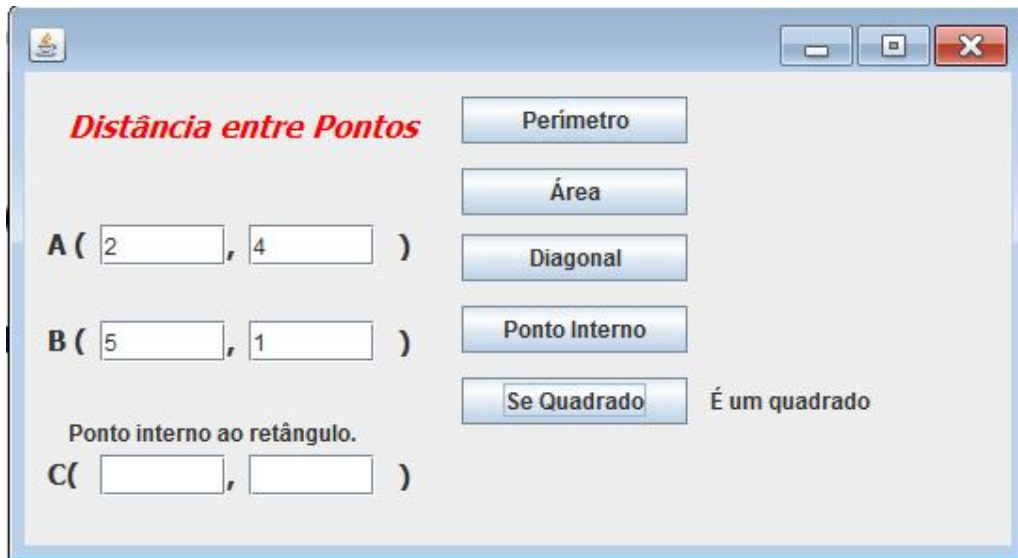 Distância entre Pontos
Perímetro
Área
A ( 2 , 4 )
Diagonal
B ( 5 , 1 )
Ponto Interno
Se Quadrado É um quadrado
Ponto interno ao retângulo.
C( , )